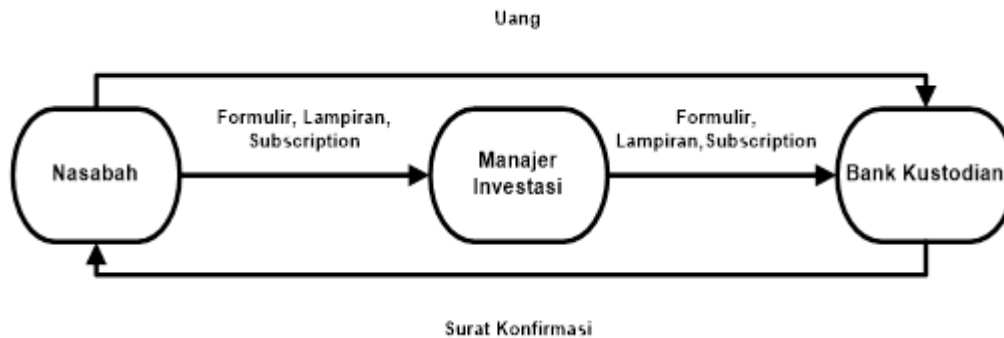 Uang
Formulir, Lampiran,
Subscription
Formulir,
Lampiran, Subscription
Nasabah
Manajer
Investasi
Bank Kustodian
Surat Konfirmasi